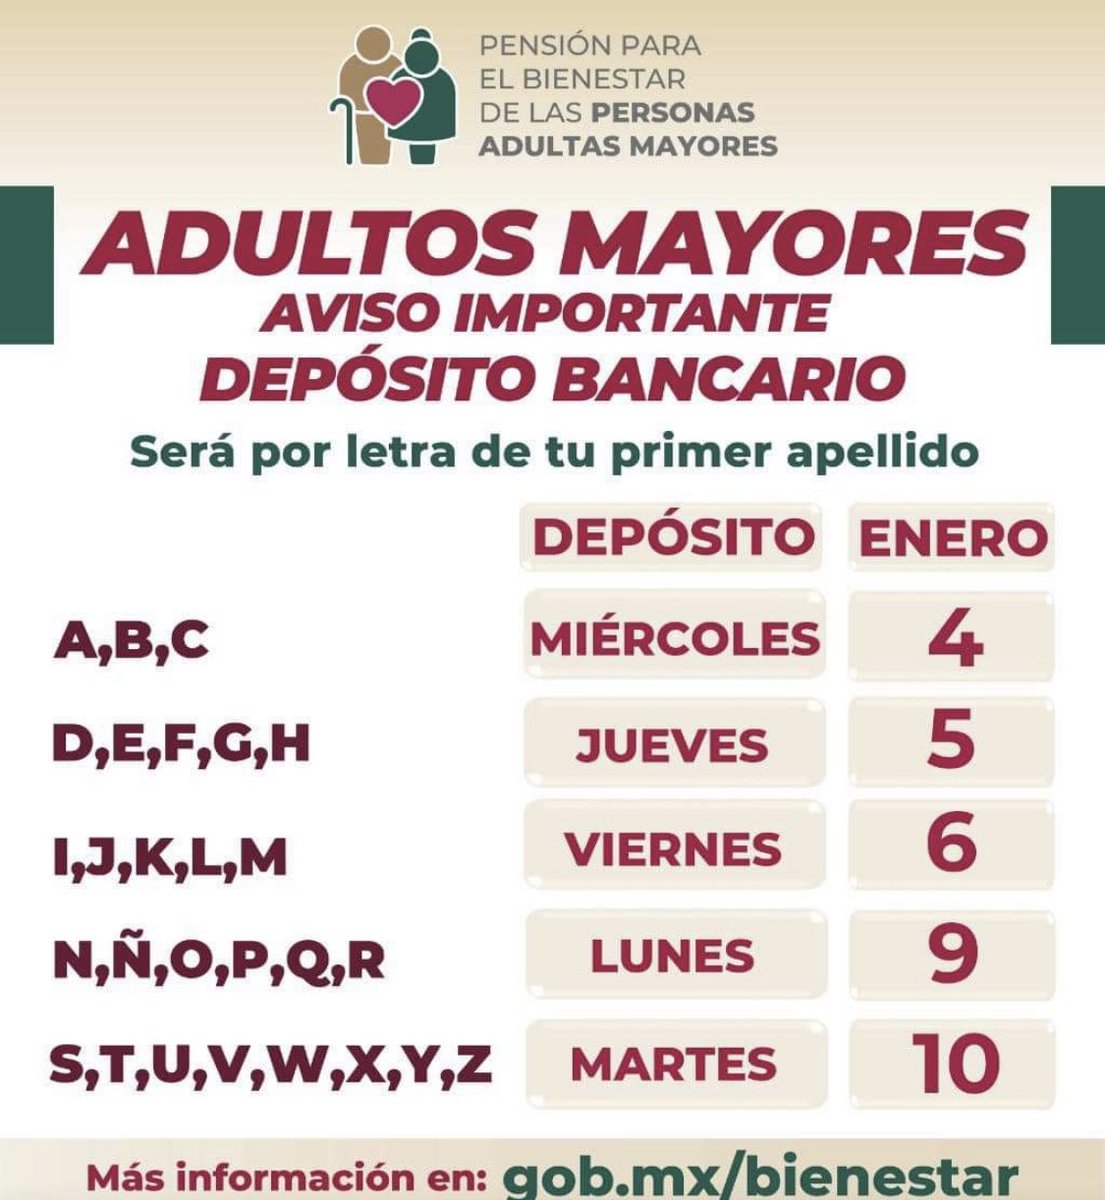 PENSIÓN PARA
EL BIENESTAR
DE LAS PERSONAS
ADULTAS MAYORES
ADULTOS MAYORES
AVISO IMPORTANTE
DEPÓSITO BANCARIO
Será por letra de tu primer apellido
DEPÓSITO ENERO
A,B,C MIÉRCOLES 4
D,E,F,G,H JUEVES 5
I,J,K,L,M VIERNES 6
N,Ñ,O,P,Q,R LUNES 9
S,T,U,V,W,X,Y,Z MARTES 10
Más información en: gob.mx/bienestar